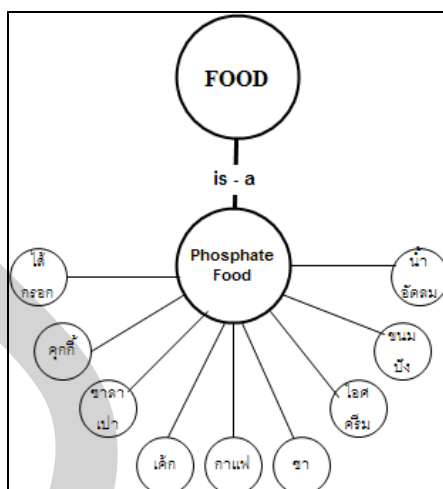 FOOD
is - a
Phosphate
Food
ไส้
กรอก
คุกกี้
ซาลา
เปา
เค้ก
กาแฟ
ชา
ไอศ
ครีม
ขนม
ปัง
น้ำ
อัดลม